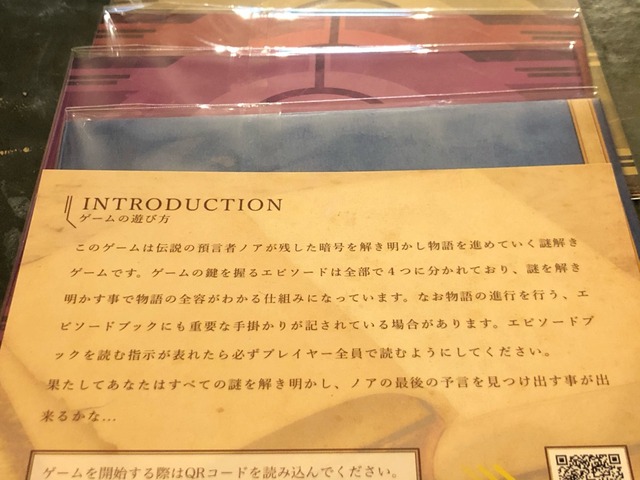 INTRODUCTION
ゲームの遊び方
このゲームは伝説の預言者ノアが残した暗号を解き明かし物語を進めていく謎解き
ゲームです。ゲームの鍵を握るエピソードは全部で4つに分かれており、謎を解き
明かす事で物語の全容がわかる仕組みになっています。なお物語の進行を行う、エ
ピソードブックにも重要な手掛かりが記されている場合があります。エピソードブ
ックを読む指示が表れたら必ずプレイヤー全員で読むようにしてください。
果たしてあなたはすべての謎を解き明かし、ノアの最後の予言を見つけ出す事が出
来るかな…
ゲームを開始する際はQRコードを読み込んでください。